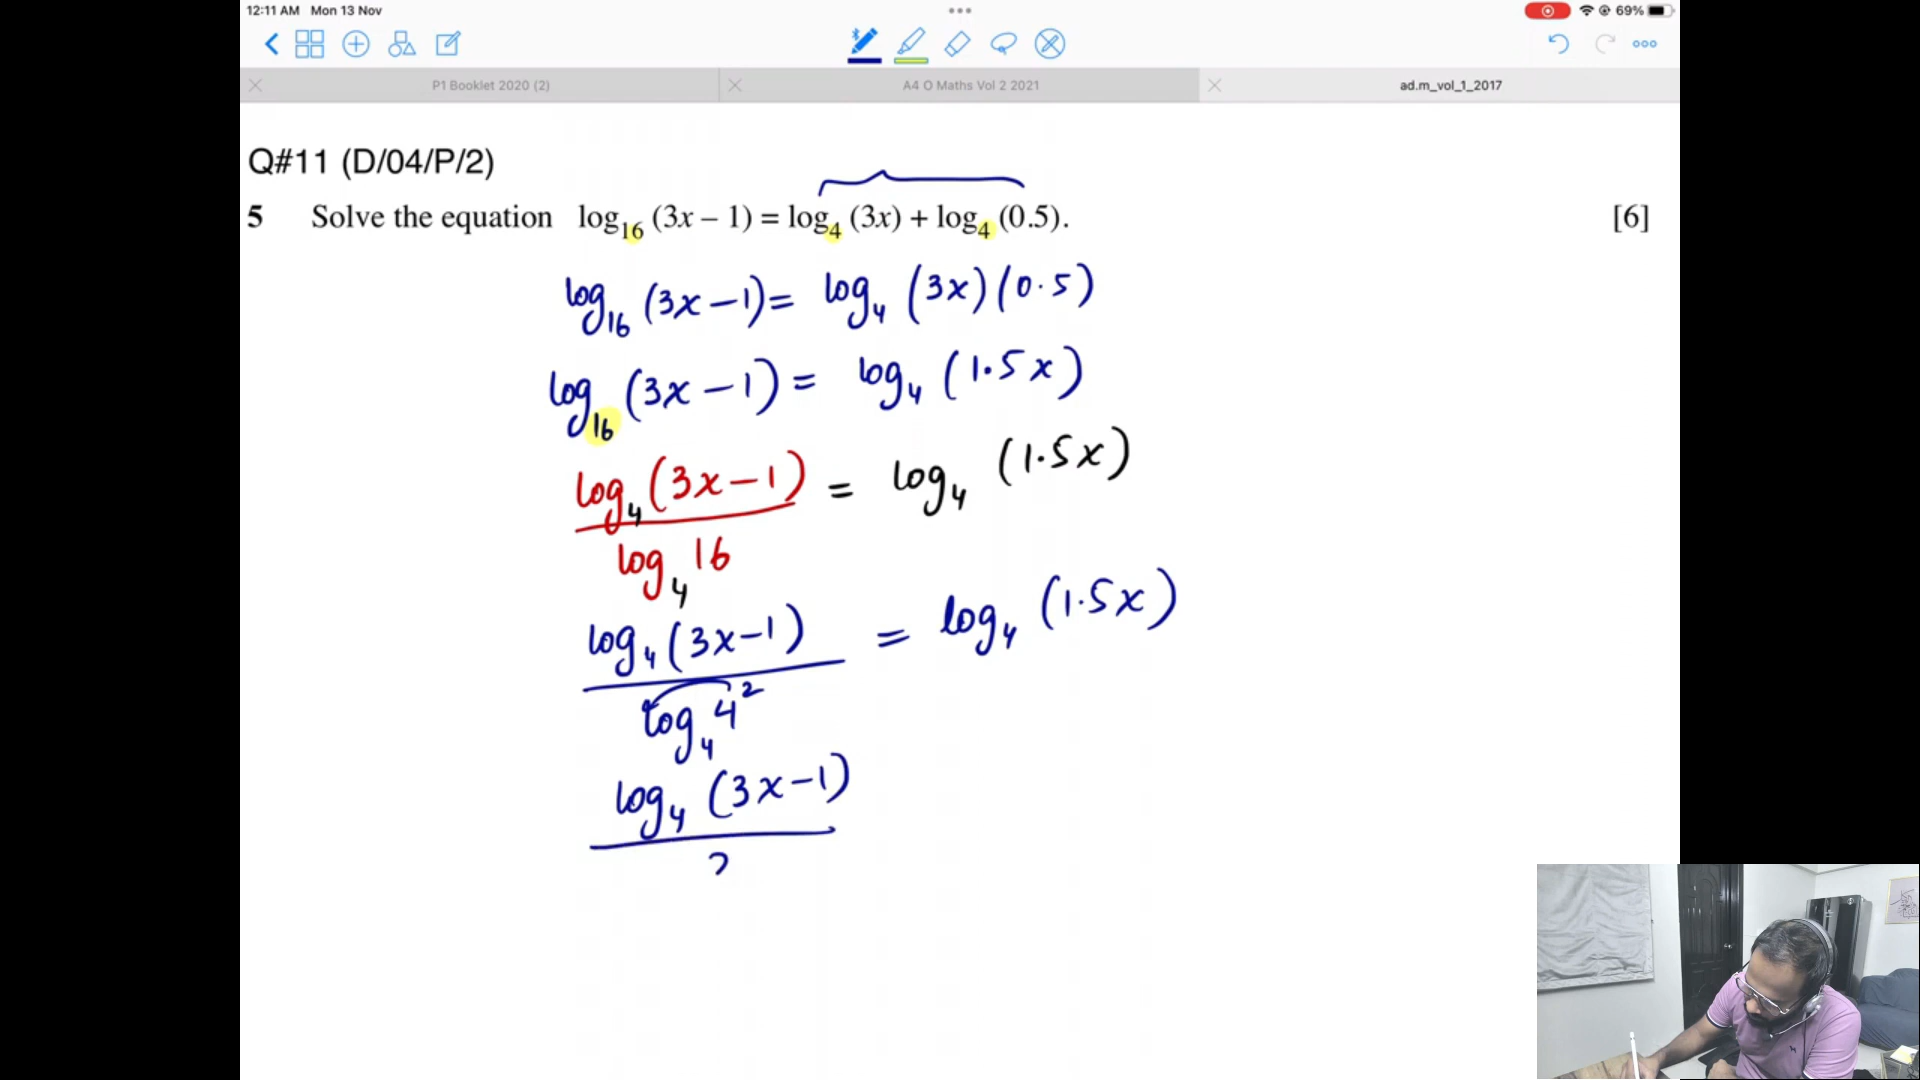 12:11 AM Mon 13 Nov
69%
P1 Booklet 2020 (2)
A4 O Maths Vol 2 2021
ad.m_vol_1_2017
Q#11 (D/04/P/2)
5 Solve the equation log₁₆ (3x – 1) = log₄ (3x) + log₄ (0.5). [6]
log₁₆ (3x – 1) = log₄ (3x)(0.5)
log₁₆ (3x – 1) = log₄ (1.5x)
log₄ (3x – 1) = log₄ (1.5x)
log₄ 16
log₄ (3x – 1) = log₄ (1.5x)
log₄ 4²
log₄ (3x – 1)
2